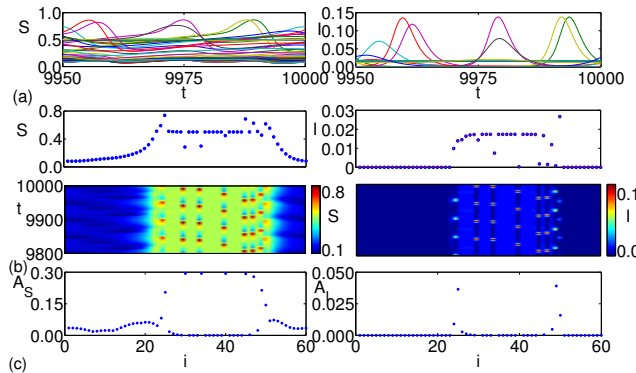 S 1.0 0.5 0.0 9950 9975 10000 t
I 0.15 0.10 0.05 0.00 9950 9975 10000 t
(a)
S 0.8 0.4 0.0
I 0.03 0.02 0.01 0
t 10000 9900 9800 0.8 0.1 S
0.1 0.0 I
(b)
A_S 0.30 0.15 0.00 0 20 40 60 i
A_I 0.050 0.025 0.000 0 20 40 60 i
(c)